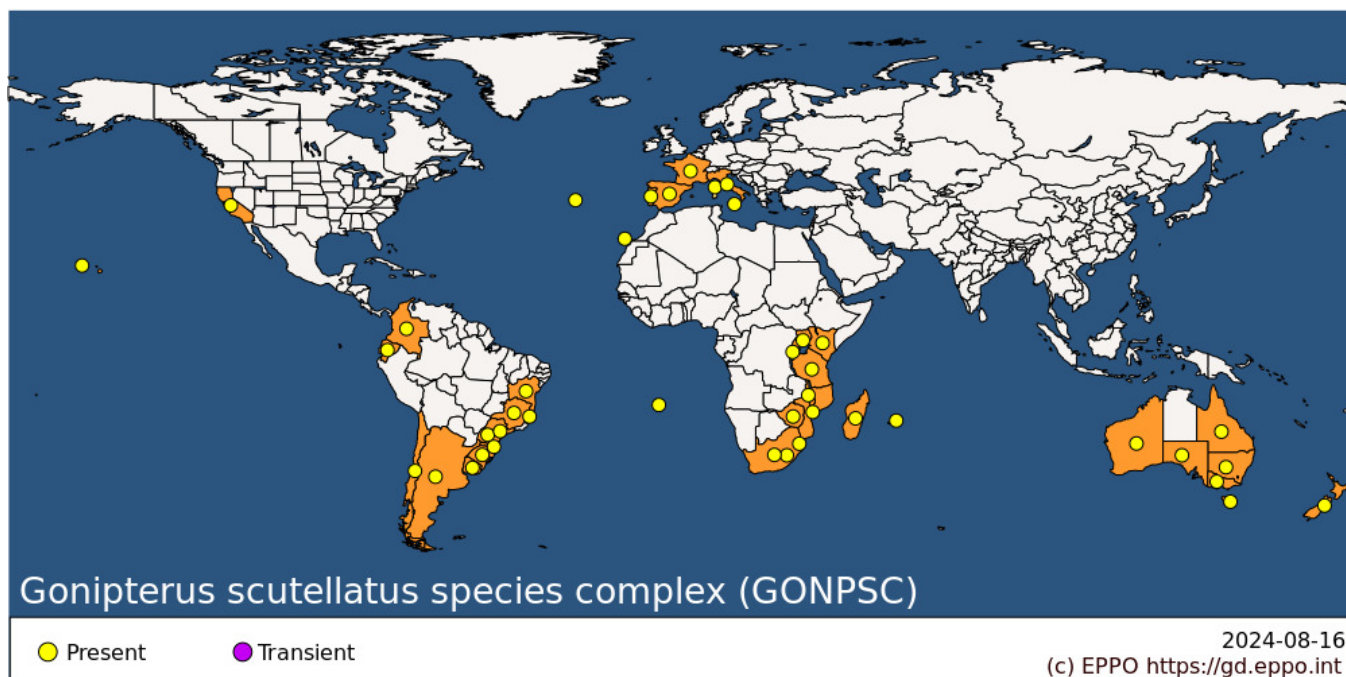 Gonipterus scutellatus species complex (GONPSC)
Present
Transient
2024-08-16
(c) EPPO https://gd.eppo.int